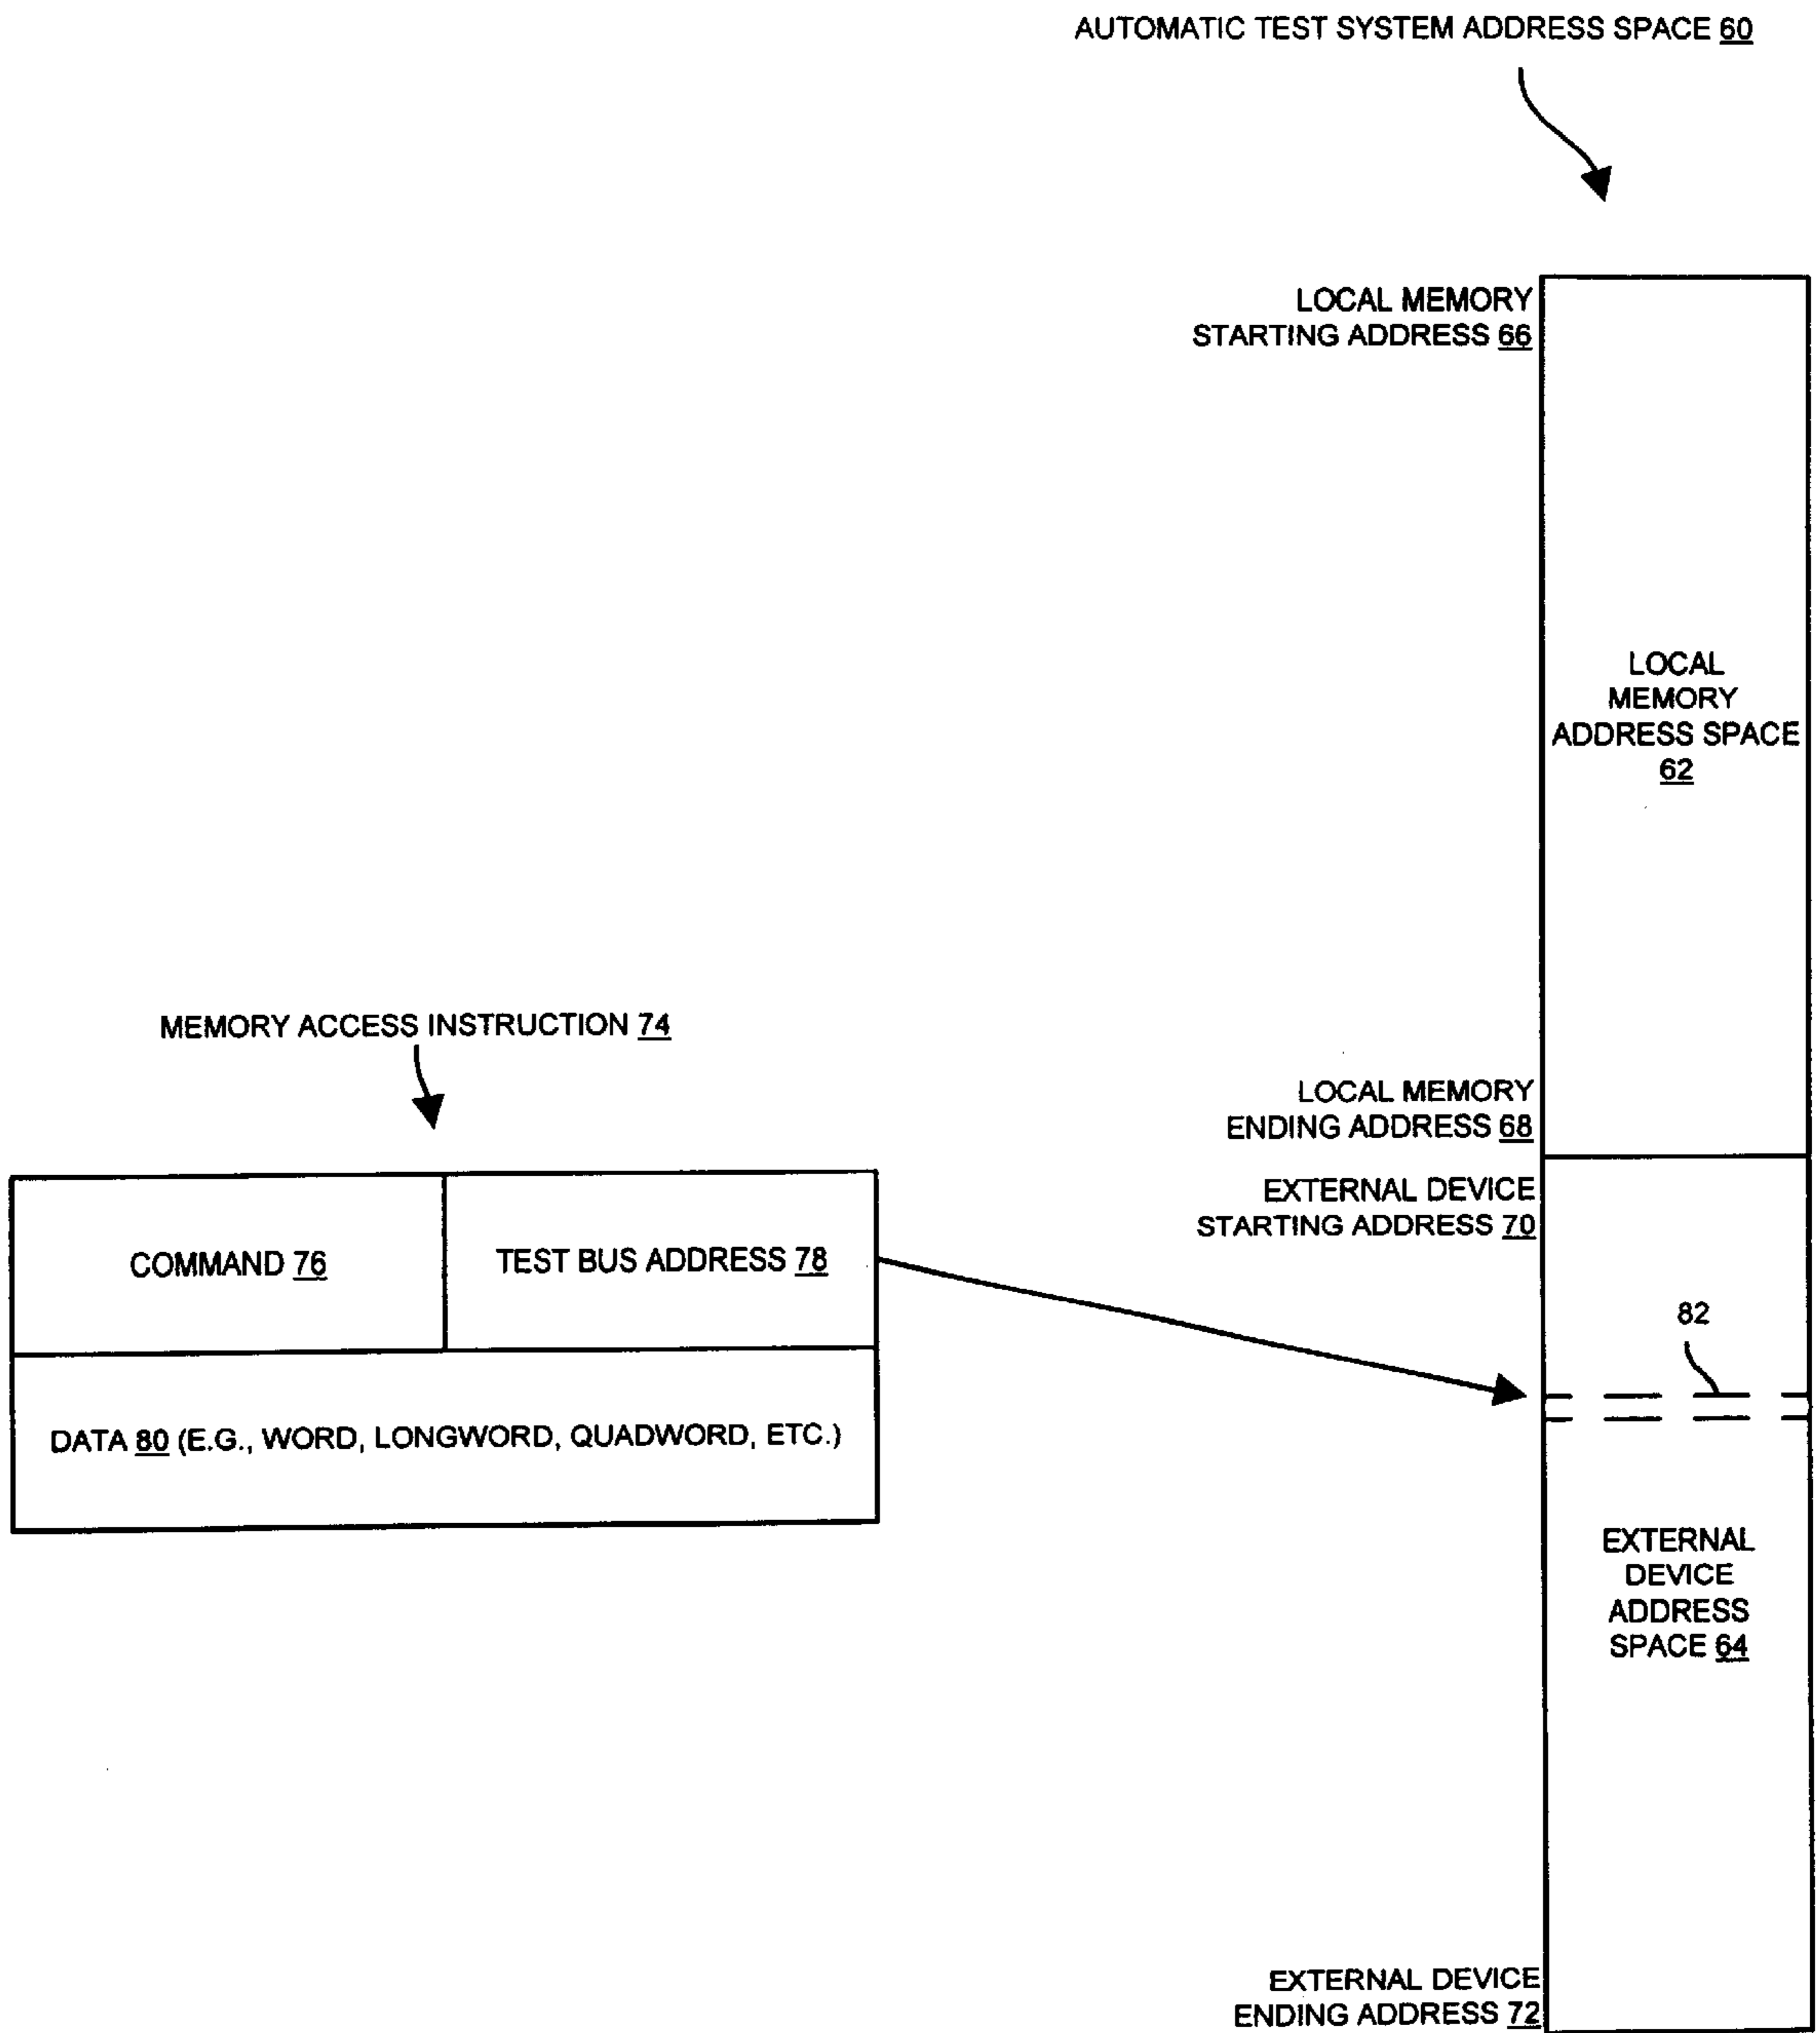 AUTOMATIC TEST SYSTEM ADDRESS SPACE 60
LOCAL MEMORY
STARTING ADDRESS 66
LOCAL
MEMORY
ADDRESS SPACE
62
MEMORY ACCESS INSTRUCTION 74
LOCAL MEMORY
ENDING ADDRESS 68
EXTERNAL DEVICE
STARTING ADDRESS 70
COMMAND 76
TEST BUS ADDRESS 78
82
DATA 80 (E.G., WORD, LONGWORD, QUADWORD, ETC.)
EXTERNAL
DEVICE
ADDRESS
SPACE 64
EXTERNAL DEVICE
ENDING ADDRESS 72